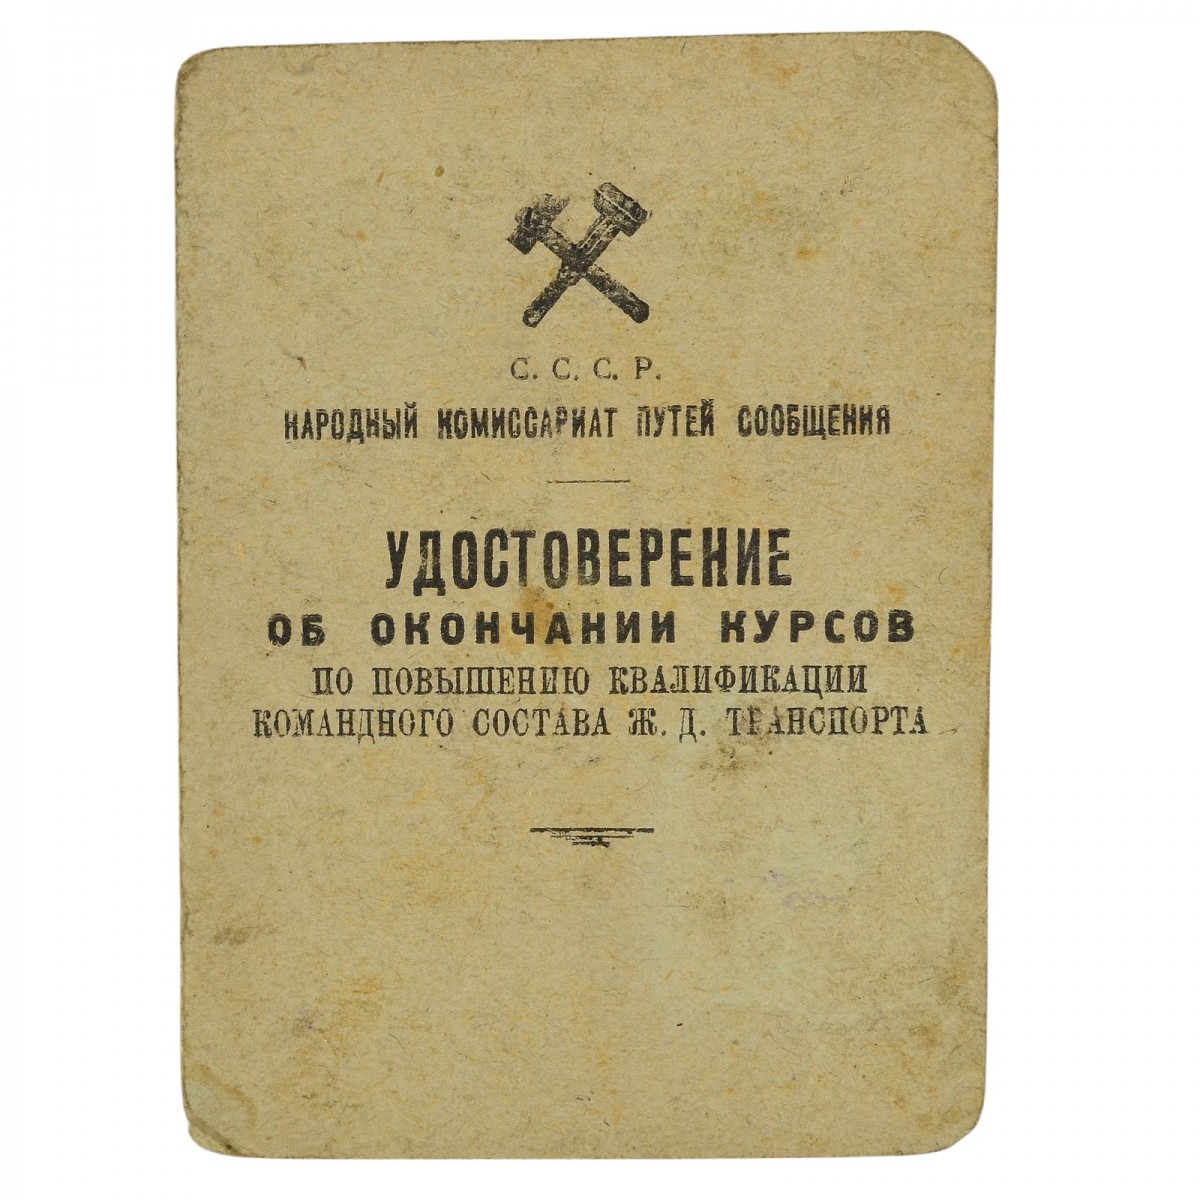 С. С. С. Р.
НАРОДНЫЙ КОМИССАРИАТ ПУТЕЙ СООБЩЕНИЯ
УДОСТОВЕРЕНИЕ
ОБ ОКОНЧАНИИ КУРСОВ
ПО ПОВЫШЕНИЮ КВАЛИФИКАЦИИ
КОМАНДНОГО СОСТАВА Ж. Д. ТРАНСПОРТА